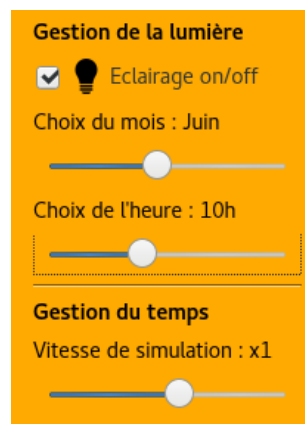 Gestion de la lumière
Eclairage on/off
Choix du mois : Juin
Choix de l'heure : 10h
Gestion du temps
Vitesse de simulation : x1